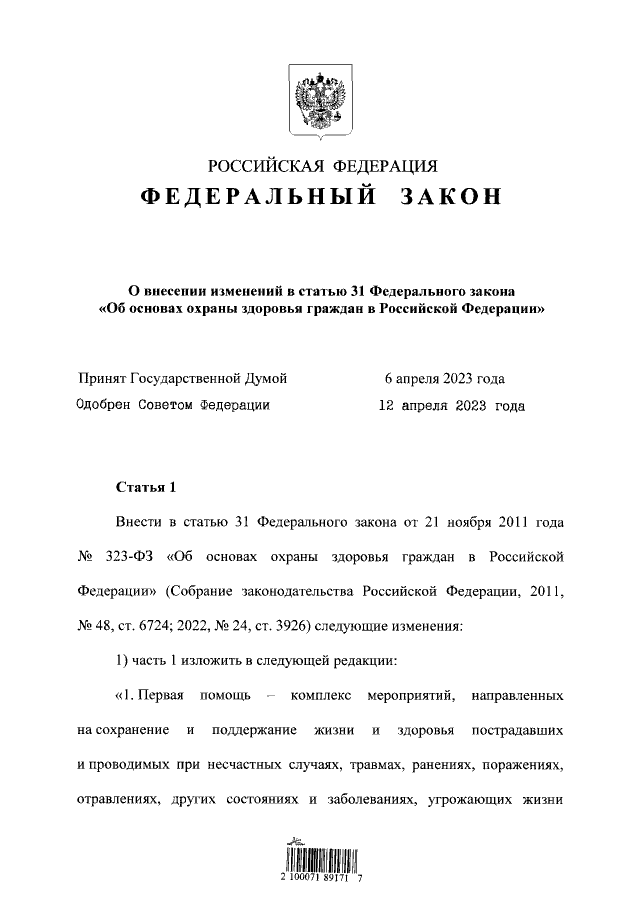 РОССИЙСКАЯ ФЕДЕРАЦИЯ
ФЕДЕРАЛЬНЫЙ ЗАКОН
О внесении изменений в статью 31 Федерального закона
«Об основах охраны здоровья граждан в Российской Федерации»
Принят Государственной Думой 6 апреля 2023 года
Одобрен Советом Федерации 12 апреля 2023 года
Статья 1
Внести в статью 31 Федерального закона от 21 ноября 2011 года
№ 323-ФЗ «Об основах охраны здоровья граждан в Российской
Федерации» (Собрание законодательства Российской Федерации, 2011,
№ 48, ст. 6724; 2022, № 24, ст. 3926) следующие изменения:
1) часть 1 изложить в следующей редакции:
«1. Первая помощь – комплекс мероприятий, направленных
на сохранение и поддержание жизни и здоровья пострадавших
и проводимых при несчастных случаях, травмах, ранениях, поражениях,
отравлениях, других состояниях и заболеваниях, угрожающих жизни
2 100071 89171 7